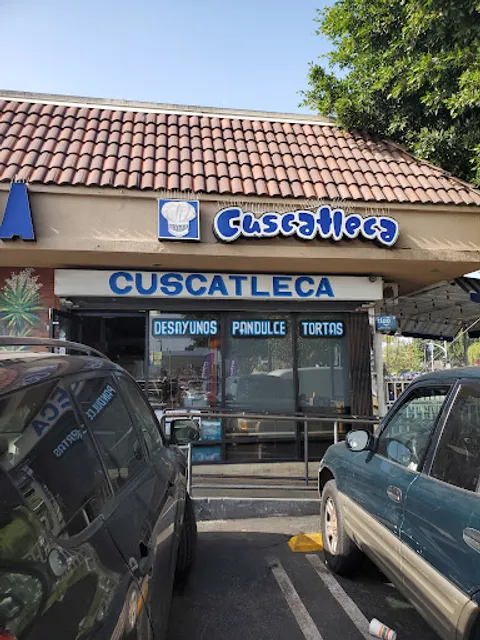 A
Cuscatleca
CUSCATLECA
DESAYUNOS PANDULCE TORTAS